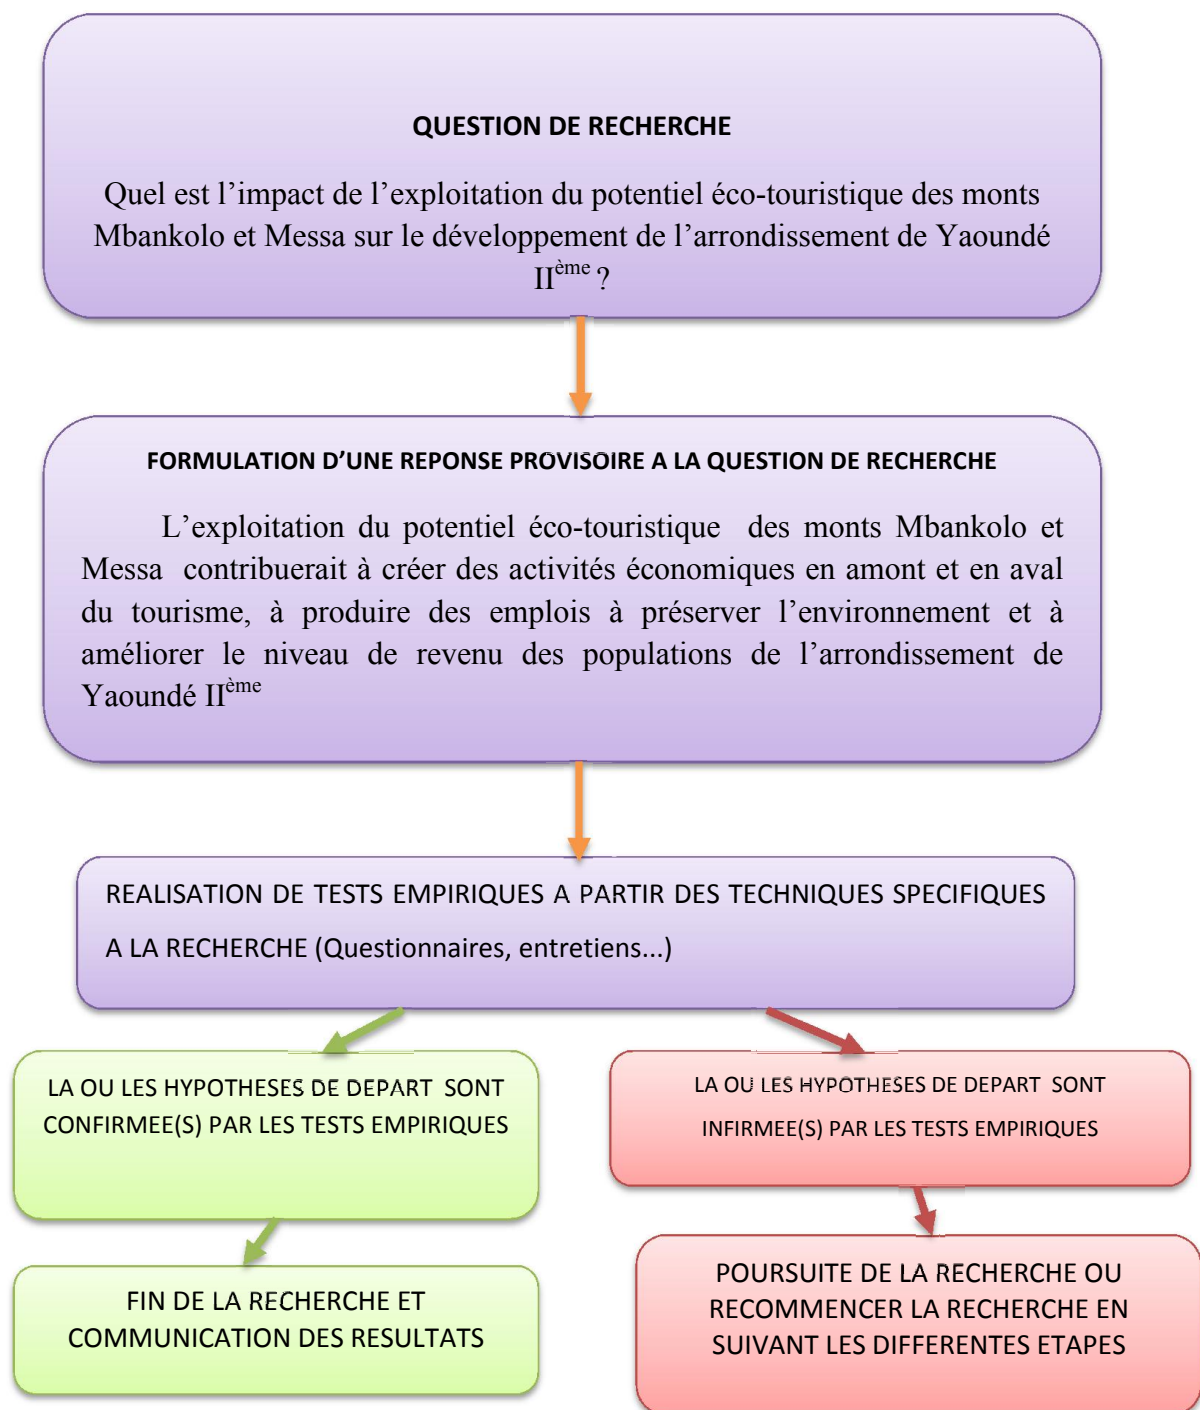 QUESTION DE RECHERCHE
Quel est l’impact de l’exploitation du potentiel éco-touristique des monts
Mbankolo et Messa sur le développement de l’arrondissement de Yaoundé
IIème ?
FORMULATION D’UNE REPONSE PROVISOIRE A LA QUESTION DE RECHERCHE
L’exploitation du potentiel éco-touristique des monts Mbankolo et
Messa contribuerait à créer des activités économiques en amont et en aval
du tourisme, à produire des emplois à préserver l’environnement et à
améliorer le niveau de revenu des populations de l’arrondissement de
Yaoundé IIème
REALISATION DE TESTS EMPIRIQUES A PARTIR DES TECHNIQUES SPECIFIQUES
A LA RECHERCHE (Questionnaires, entretiens...)
LA OU LES HYPOTHESES DE DEPART SONT
CONFIRMEE(S) PAR LES TESTS EMPIRIQUES
LA OU LES HYPOTHESES DE DEPART SONT
INFIRMEE(S) PAR LES TESTS EMPIRIQUES
FIN DE LA RECHERCHE ET
COMMUNICATION DES RESULTATS
POURSUITE DE LA RECHERCHE OU
RECOMMENCER LA RECHERCHE EN
SUIVANT LES DIFFERENTES ETAPES